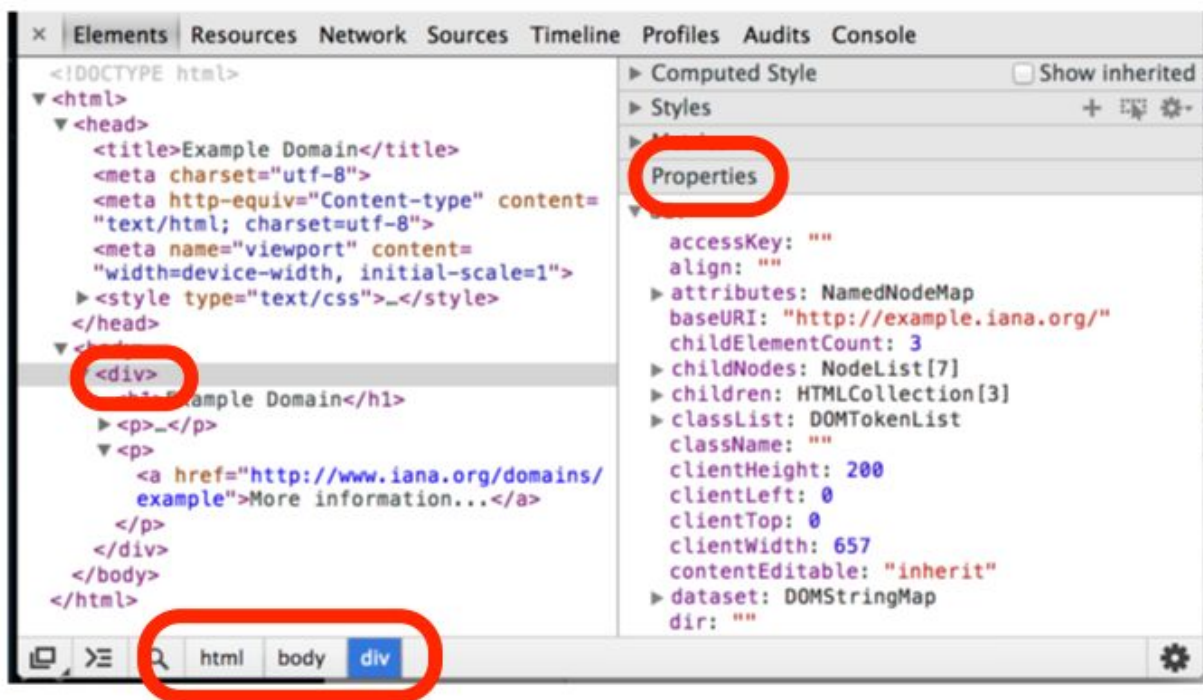 × Elements Resources Network Sources Timeline Profiles Audits Console
<!DOCTYPE html>
▼<html>
▼<head>
<title>Example Domain</title>
<meta charset="utf-8">
<meta http-equiv="Content-type" content=
"text/html; charset=utf-8">
<meta name="viewport" content=
"width=device-width, initial-scale=1">
▶<style type="text/css">…</style>
</head>
▼
<div>
Example Domain</h1>
▶<p>…</p>
▼<p>
<a href="http://www.iana.org/domains/
example">More information...</a>
</p>
</div>
</body>
</html>
html body div
▶ Computed Style Show inherited
▶ Styles
Properties
accessKey: ""
align: ""
▶ attributes: NamedNodeMap
baseURI: "http://example.iana.org/"
childElementCount: 3
▶ childNodes: NodeList[7]
▶ children: HTMLCollection[3]
▶ classList: DOMTokenList
className: ""
clientHeight: 200
clientLeft: 0
clientTop: 0
clientWidth: 657
contentEditable: "inherit"
▶ dataset: DOMStringMap
dir: ""